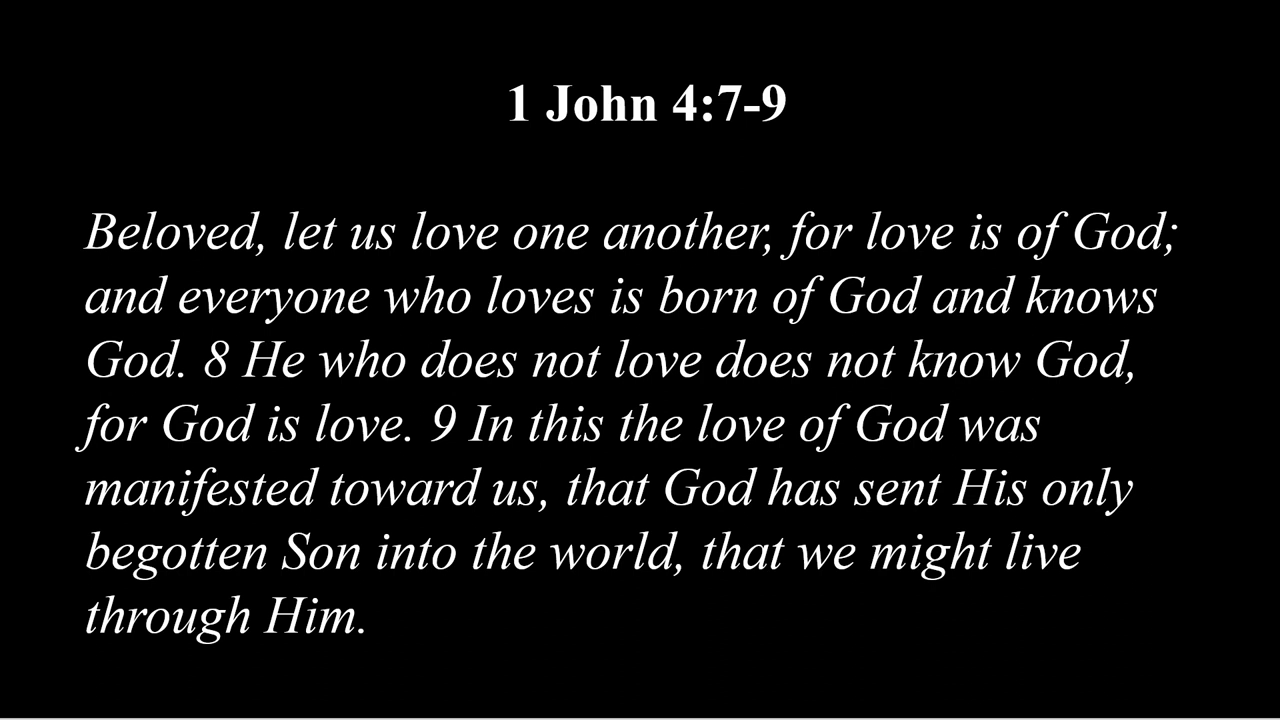 1 John 4:7-9
Beloved, let us love one another, for love is of God;
and everyone who loves is born of God and knows
God. 8 He who does not love does not know God,
for God is love. 9 In this the love of God was
manifested toward us, that God has sent His only
begotten Son into the world, that we might live
through Him.